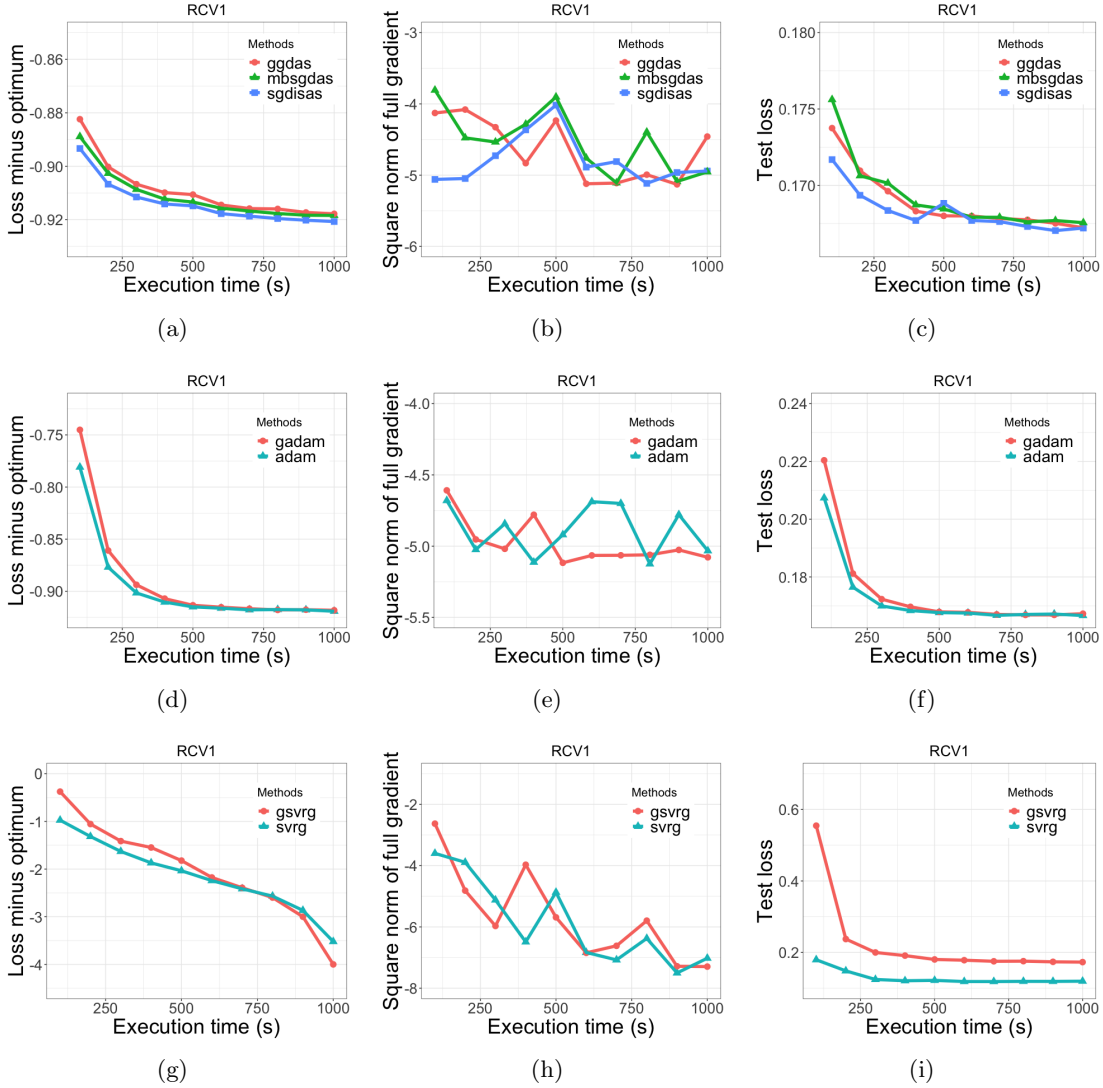 RCV1
Loss minus optimum
-0.86
-0.88
-0.90
-0.92
Methods
ggdas
mbsgdas
sgdisas
250 500 750 1000
Execution time (s)
(a)
RCV1
Square norm of full gradient
-3
-4
-5
-6
Methods
ggdas
mbsgdas
sgdisas
250 500 750 1000
Execution time (s)
(b)
RCV1
Test loss
0.180
0.175
0.170
Methods
ggdas
mbsgdas
sgdisas
250 500 750 1000
Execution time (s)
(c)
RCV1
Loss minus optimum
-0.75
-0.80
-0.85
-0.90
Methods
gadam
adam
250 500 750 1000
Execution time (s)
(d)
RCV1
Square norm of full gradient
-4.0
-4.5
-5.0
-5.5
Methods
gadam
adam
250 500 750 1000
Execution time (s)
(e)
RCV1
Test loss
0.24
0.22
0.20
0.18
Methods
gadam
adam
250 500 750 1000
Execution time (s)
(f)
RCV1
Loss minus optimum
0
-1
-2
-3
-4
Methods
gsvrg
svrg
250 500 750 1000
Execution time (s)
(g)
RCV1
Square norm of full gradient
-2
-4
-6
-8
Methods
gsvrg
svrg
250 500 750 1000
Execution time (s)
(h)
RCV1
Test loss
0.6
0.4
0.2
Methods
gsvrg
svrg
250 500 750 1000
Execution time (s)
(i)